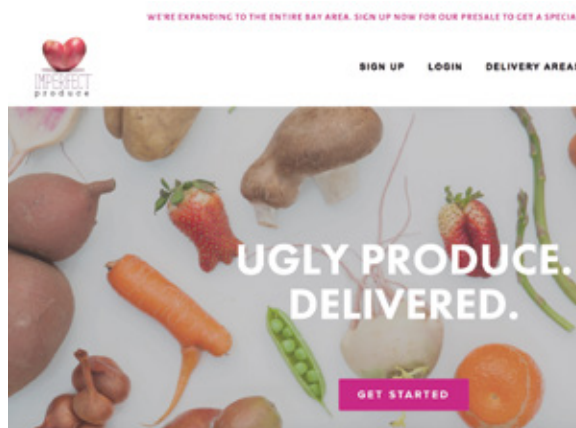 WE'RE EXPANDING TO THE ENTIRE BAY AREA. SIGN UP NOW FOR OUR PRESALE TO GET A SPECIA
IMPERFECT
produce
SIGN UP LOGIN DELIVERY AREAS
UGLY PRODUCE.
DELIVERED.
GET STARTED